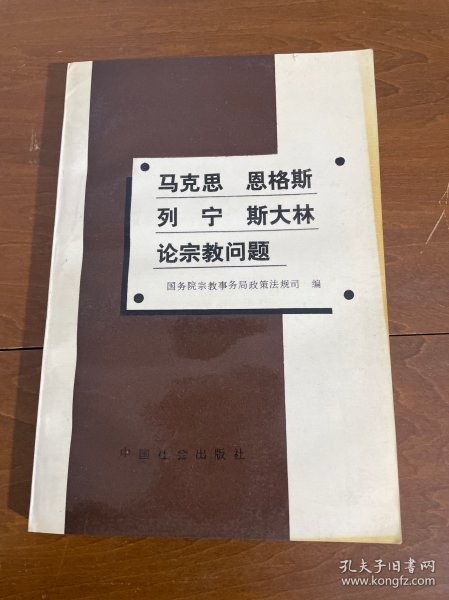 马克思 恩格斯
列宁 斯大林
论宗教问题
国务院宗教事务局政策法规司 编
中国社会出版社
孔夫子旧书网
www.kongfz.com